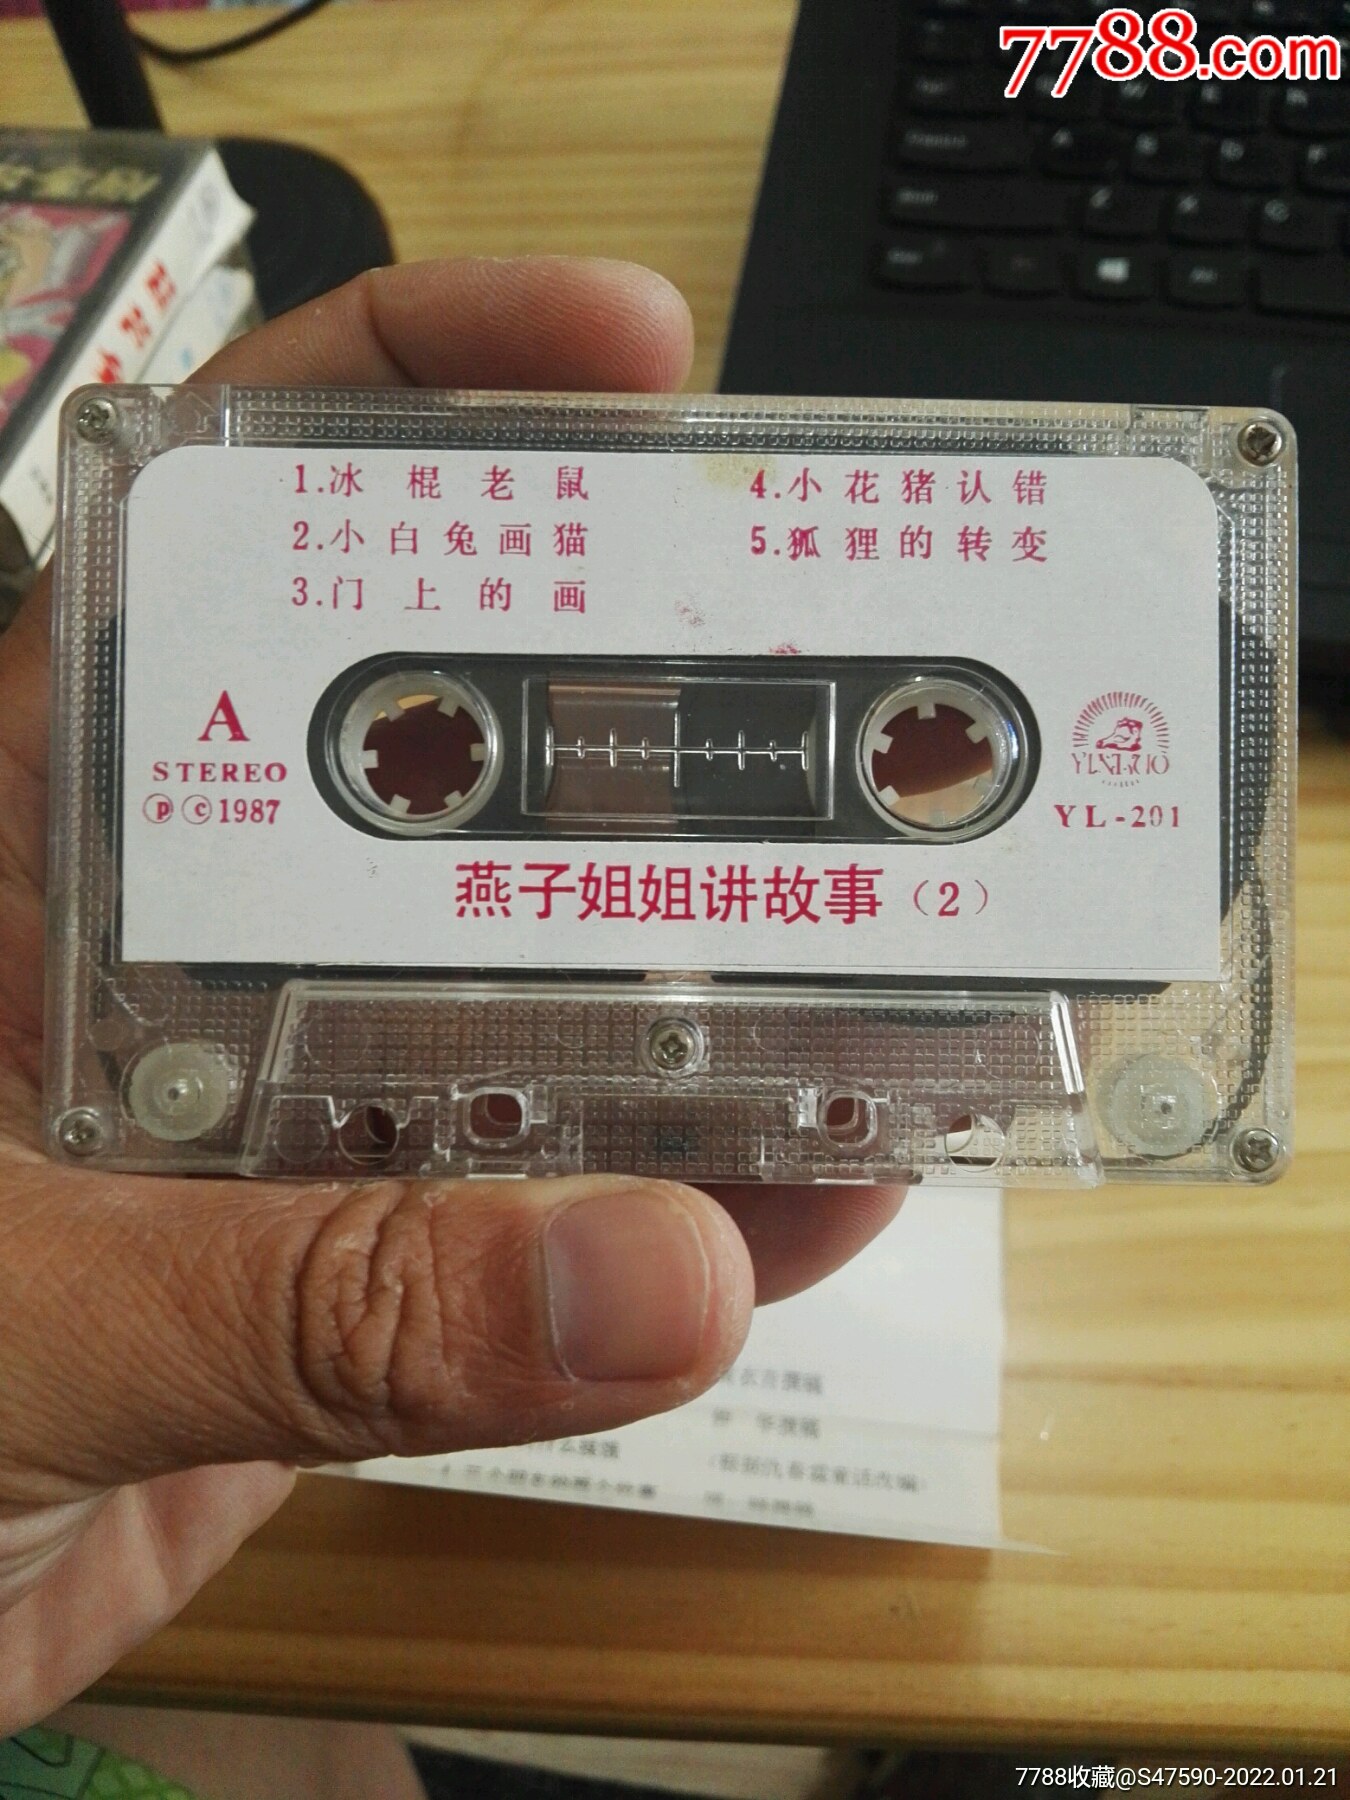 7788.com
1.冰棍老鼠
2.小白兔画猫
3.门上的画
4.小花猪认错
5.狐狸的转变
A
STEREO
ⓟ ⓒ 1987
YL-201
燕子姐姐讲故事（2）
7788收藏@S47590-2022.01.21